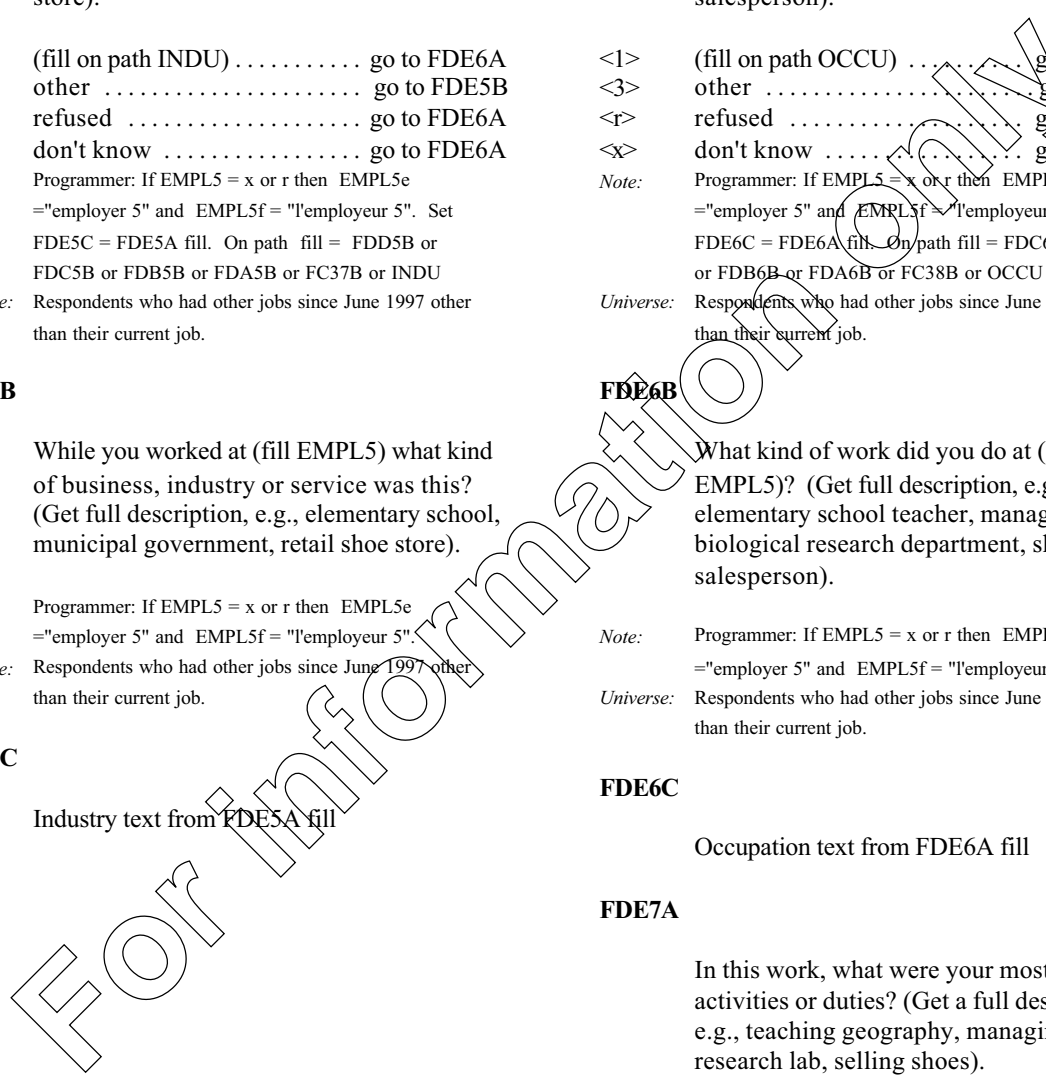 store).
(fill on path INDU) . . . . . . . . . . . go to FDE6A
other . . . . . . . . . . . . . . . . . . . . . . go to FDE5B
refused . . . . . . . . . . . . . . . . . . . . go to FDE6A
don't know . . . . . . . . . . . . . . . . . go to FDE6A
Programmer: If EMPL5 = x or r then EMPL5e
="employer 5" and EMPL5f = "l'employeur 5". Set
FDE5C = FDE5A fill. On path fill = FDD5B or
FDC5B or FDB5B or FDA5B or FC37B or INDU
Respondents who had other jobs since June 1997 other
than their current job.
B
While you worked at (fill EMPL5) what kind
of business, industry or service was this?
(Get full description, e.g., elementary school,
municipal government, retail shoe store).
Programmer: If EMPL5 = x or r then EMPL5e
="employer 5" and EMPL5f = "l'employeur 5".
Respondents who had other jobs since June 1997 other
than their current job.
C
Industry text from FDE5A fill
salesperson).
<1> (fill on path OCCU) . . . . . . . . . . .
<3> other . . . . . . . . . . . . . . . . . . . . . .
<r> refused . . . . . . . . . . . . . . . . . . . .
<x> don't know . . . . . . . . . . . . . . . . .
Note: Programmer: If EMPL5 = x or r then
="employer 5" and EMPL5f = "l'employeur
FDE6C = FDE6A fill. On path fill =
or FDB6B or FDA6B or FC38B or OCCU
Universe: Respondents who had other jobs since June
than their current job.
FDE6B
What kind of work did you do at (
EMPL5)? (Get full description,
elementary school teacher,
biological research department,
salesperson).
Note: Programmer: If EMPL5 = x or r then
="employer 5" and EMPL5f = "l'employeur
Universe: Respondents who had other jobs since June
than their current job.
FDE6C
Occupation text from FDE6A fill
FDE7A
In this work, what were your most
activities or duties? (Get a full
e.g., teaching geography,
research lab, selling shoes).
For information only